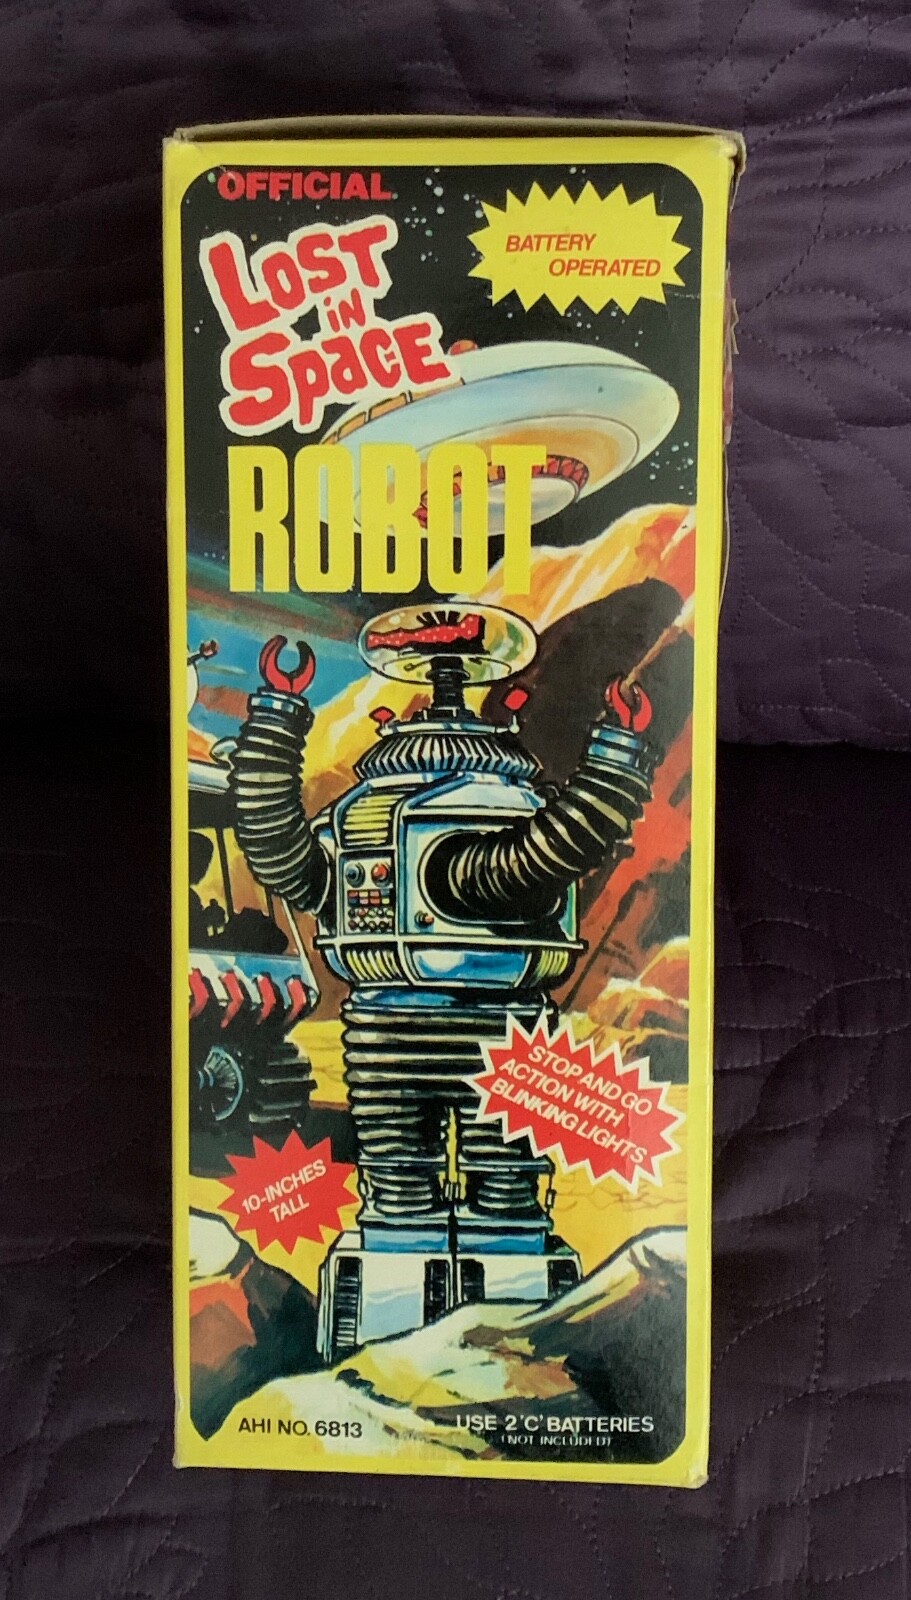 OFFICIAL
LOST
iN
SpacE
BATTERY
OPERATED
ROBOT
STOP AND GO
ACTION WITH
BLINKING LIGHTS
10-INCHES
TALL
AHI NO. 6813
USE 2 'C' BATTERIES
(NOT INCLUDED)